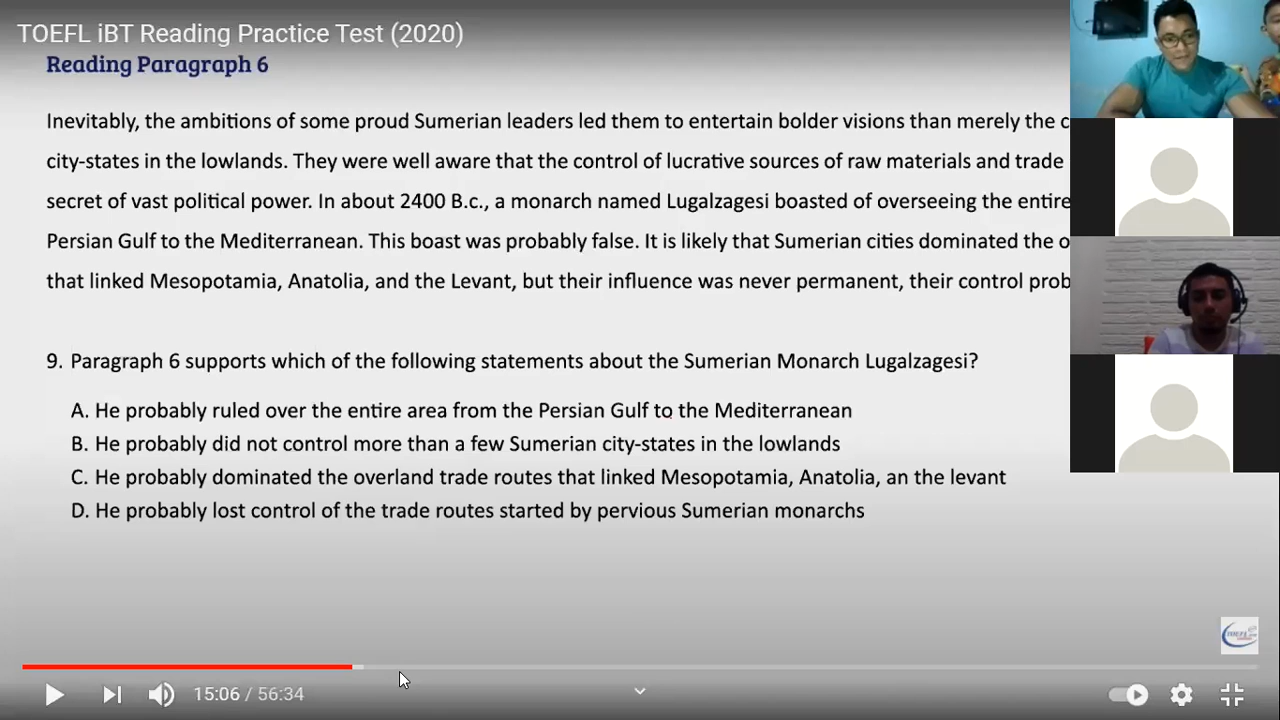 TOEFL iBT Reading Practice Test (2020)
Reading Paragraph 6
Inevitably, the ambitions of some proud Sumerian leaders led them to entertain bolder visions than merely the
city-states in the lowlands. They were well aware that the control of lucrative sources of raw materials and trade
secret of vast political power. In about 2400 B.c., a monarch named Lugalzagesi boasted of overseeing the entire
Persian Gulf to the Mediterranean. This boast was probably false. It is likely that Sumerian cities dominated the
that linked Mesopotamia, Anatolia, and the Levant, but their influence was never permanent, their control
9. Paragraph 6 supports which of the following statements about the Sumerian Monarch Lugalzagesi?
A. He probably ruled over the entire area from the Persian Gulf to the Mediterranean
B. He probably did not control more than a few Sumerian city-states in the lowlands
C. He probably dominated the overland trade routes that linked Mesopotamia, Anatolia, an the levant
D. He probably lost control of the trade routes started by pervious Sumerian monarchs
TOEFL
15:06 / 56:34